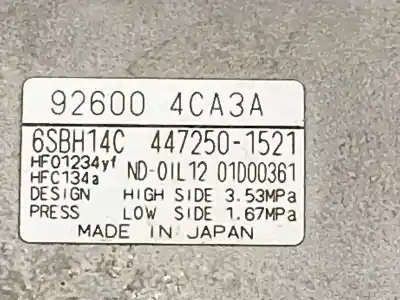 92600 4CA3A
6SBH14C 447250-1521
HFO1234yf
HFC134a ND-OIL12 01D00361
DESIGN HIGH SIDE 3.53MPa
PRESS LOW SIDE 1.67MPa
MADE IN JAPAN